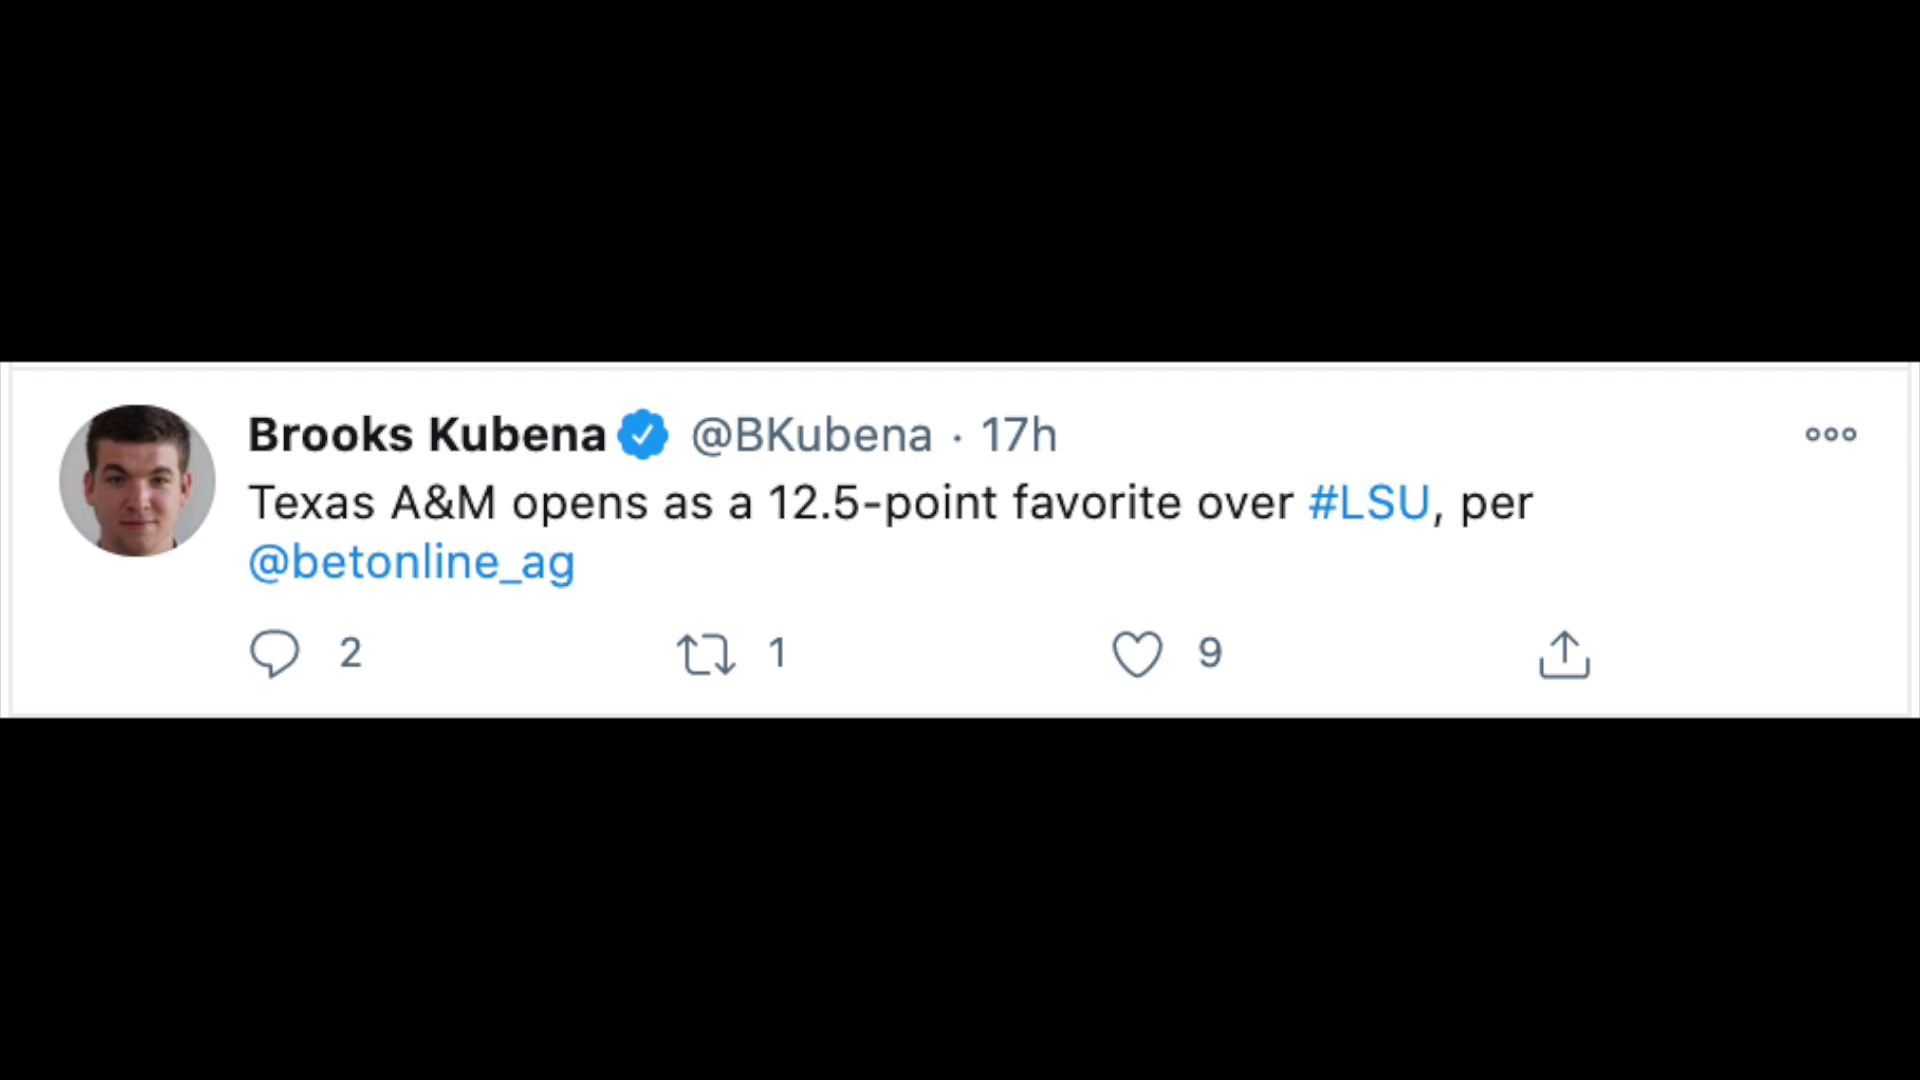 Brooks Kubena @BKubena · 17h
Texas A&M opens as a 12.5-point favorite over #LSU, per
@betonline_ag
2 1 9